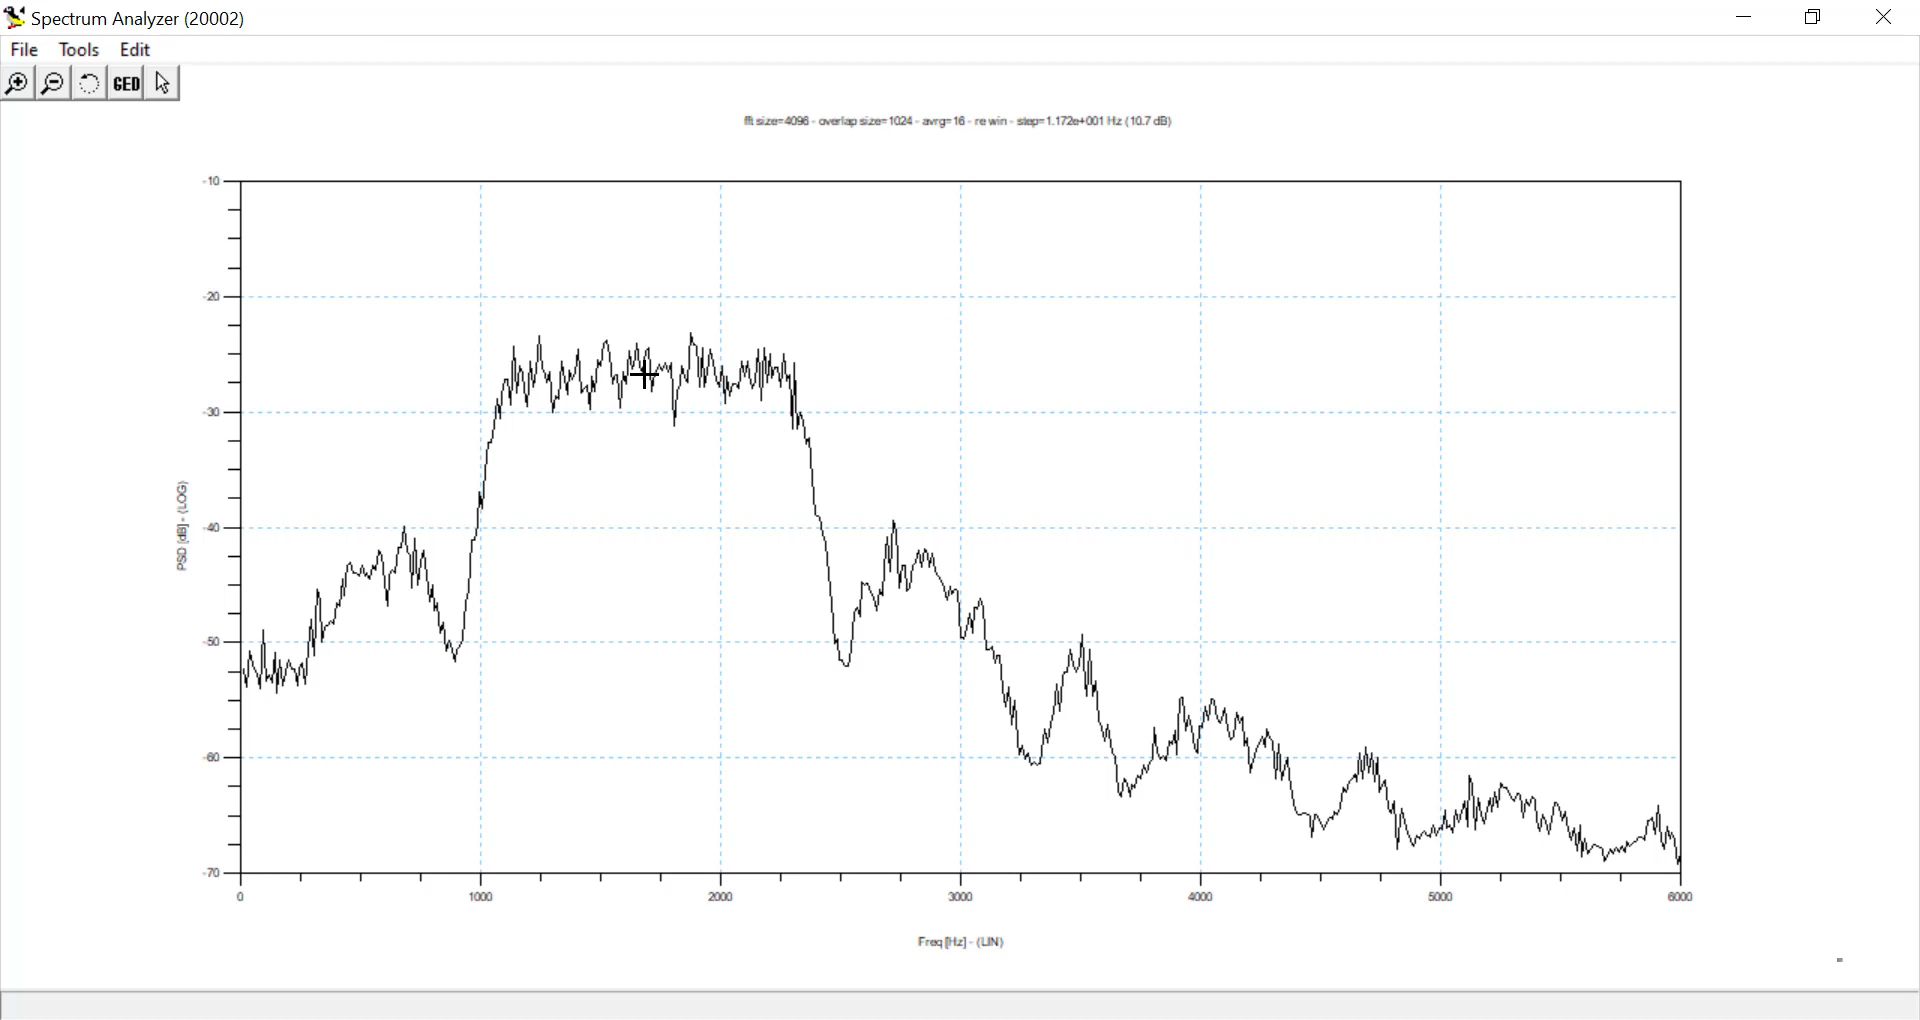 Spectrum Analyzer (20002)
File Tools Edit
GED
fft size=4096 - overlap size=1024 - avrg=16 - re win - step=1.172e+001 Hz (10.7 dB)
-10
-20
-30
-40
-50
-60
-70
PSD [dB] - (LOG)
0 1000 2000 3000 4000 5000 6000
Freq [Hz] - (LIN)